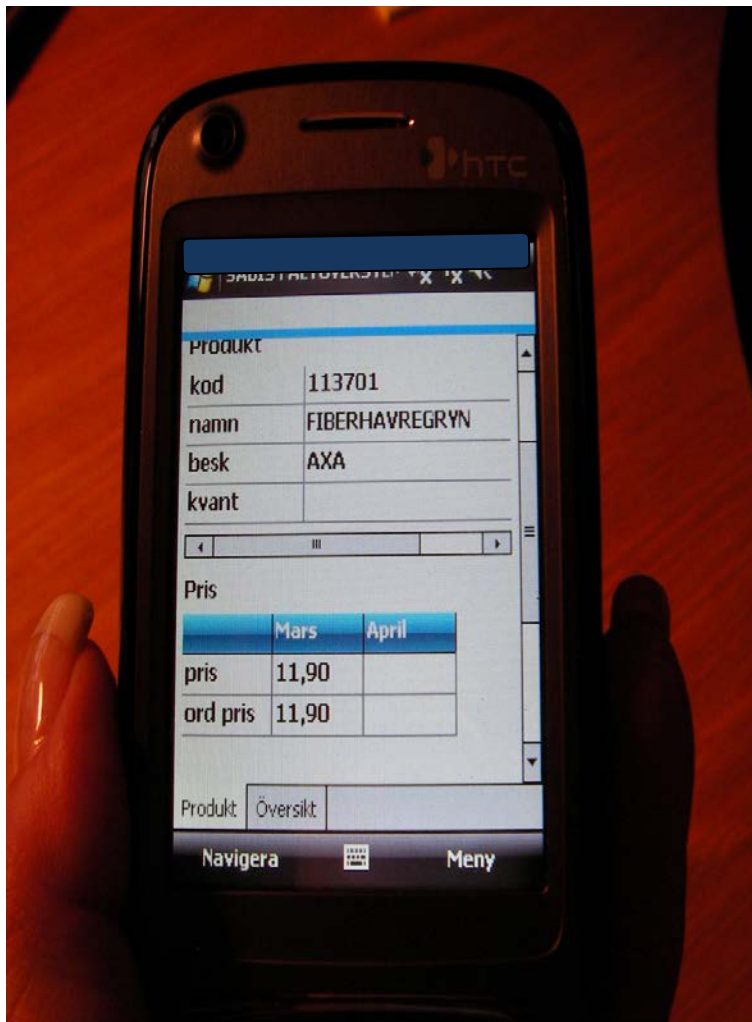 hTC
Produkt
kod 113701
namn FIBERHAVREGRYN
besk AXA
kvant
Pris
Mars April
pris 11,90
ord pris 11,90
Produkt Översikt
Navigera Meny